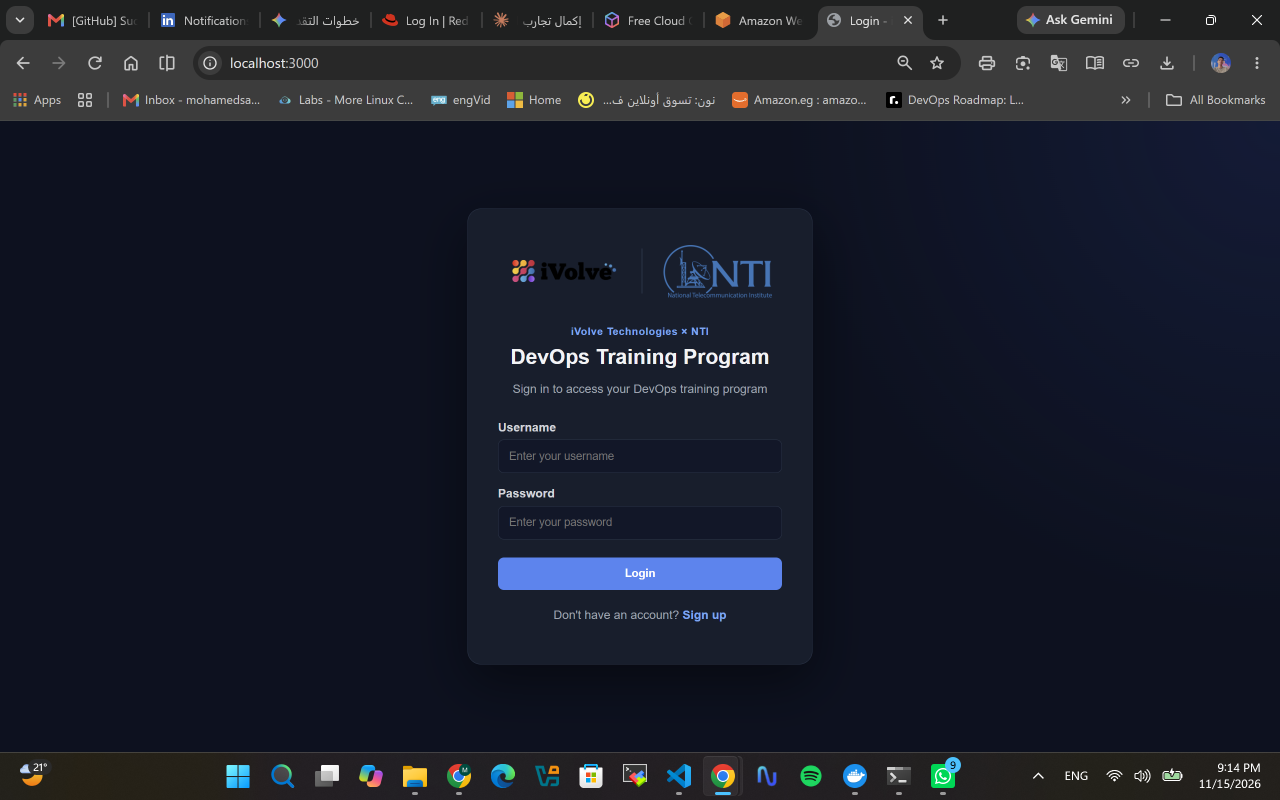 [GitHub] Suc
Notification
خطوات التقد
Log In | Red
إكمال تجارب
Free Cloud C
Amazon We
Login -
Ask Gemini
localhost:3000
Apps
Inbox - mohamedsa...
Labs - More Linux C...
engVid
Home
نون: تسوق أونلاين ف...
Amazon.eg : amazo...
DevOps Roadmap: L...
All Bookmarks
iVolve
NTI
National Telecommunication Institute
iVolve Technologies × NTI
DevOps Training Program
Sign in to access your DevOps training program
Username
Enter your username
Password
Enter your password
Login
Don't have an account? Sign up
21°
9
ENG
9:14 PM
11/15/2026